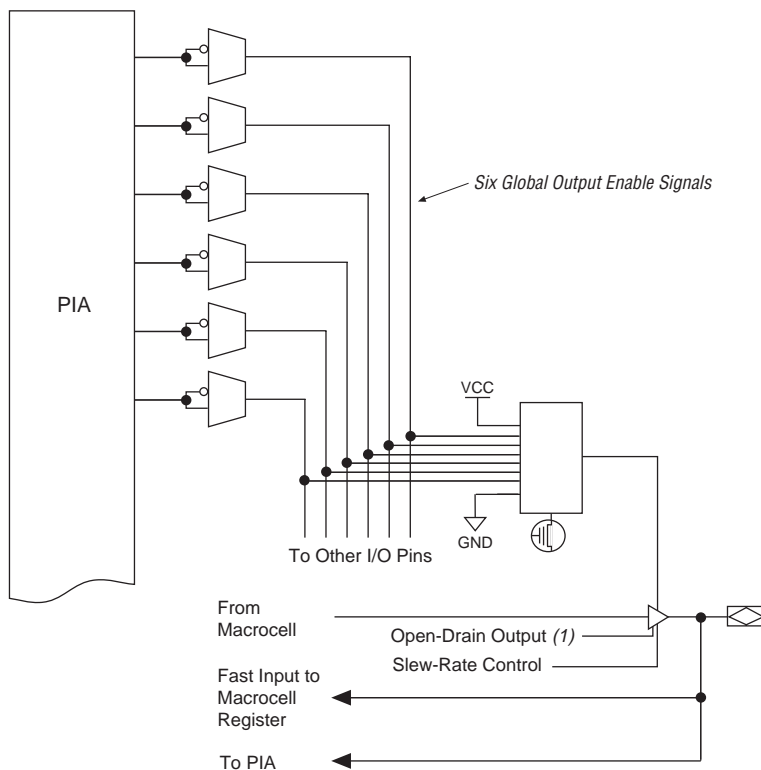 Six Global Output Enable Signals
PIA
VCC
GND
To Other I/O Pins
From
Macrocell
Open-Drain Output (1)
Slew-Rate Control
Fast Input to
Macrocell
Register
To PIA